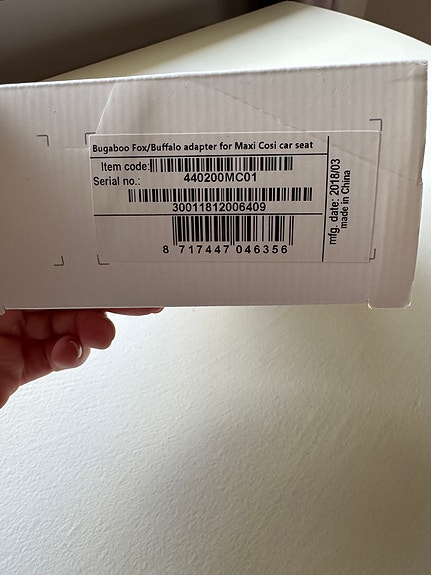 Bugaboo Fox/Buffalo adapter for Maxi Cosi car seat
Item code:
440200MC01
Serial no.:
30011812006409
8 717447 046356
mfg. date: 2018/03
made in China